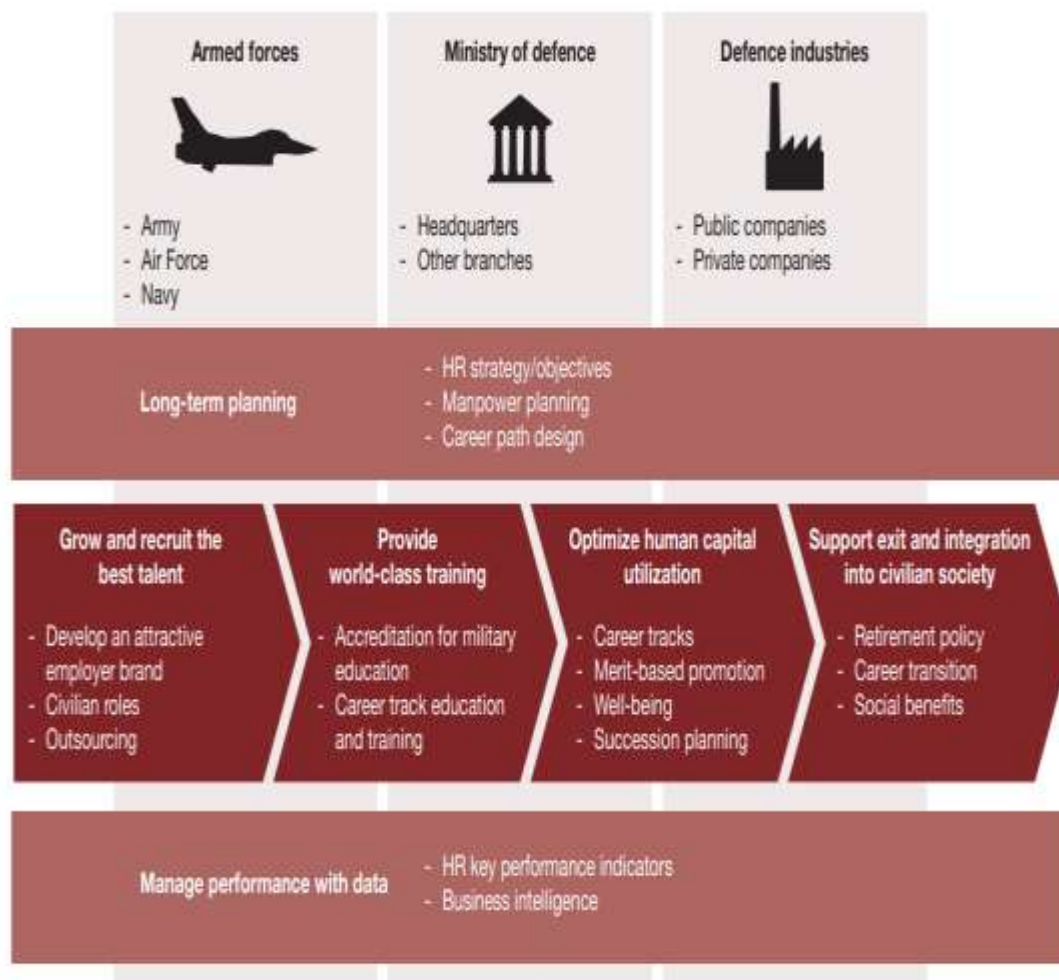 Armed forces
Ministry of defence
Defence industries
- Army
- Air Force
- Navy
- Headquarters
- Other branches
- Public companies
- Private companies
Long-term planning
- HR strategy/objectives
- Manpower planning
- Career path design
Grow and recruit the
best talent
- Develop an attractive
employer brand
- Civilian roles
- Outsourcing
Provide
world-class training
- Accreditation for military
education
- Career track education
and training
Optimize human capital
utilization
- Career tracks
- Merit-based promotion
- Well-being
- Succession planning
Support exit and integration
into civilian society
- Retirement policy
- Career transition
- Social benefits
Manage performance with data
- HR key performance indicators
- Business intelligence